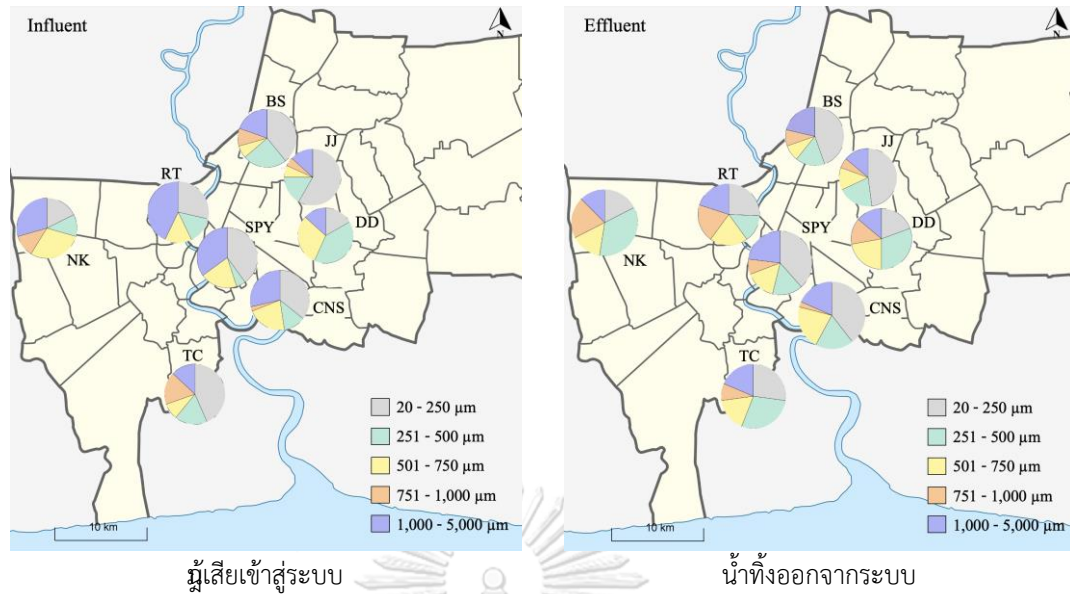 Influent
N
BS
JJ
RT
DD
SPY
NK
CNS
TC
20 - 250 µm
251 - 500 µm
501 - 750 µm
751 - 1,000 µm
1,000 - 5,000 µm
10 km
Effluent
N
BS
JJ
RT
DD
SPY
NK
CNS
TC
20 - 250 µm
251 - 500 µm
501 - 750 µm
751 - 1,000 µm
1,000 - 5,000 µm
10 km
เสียเข้าสู่ระบบ
น้ำทิ้งออกจากระบบ